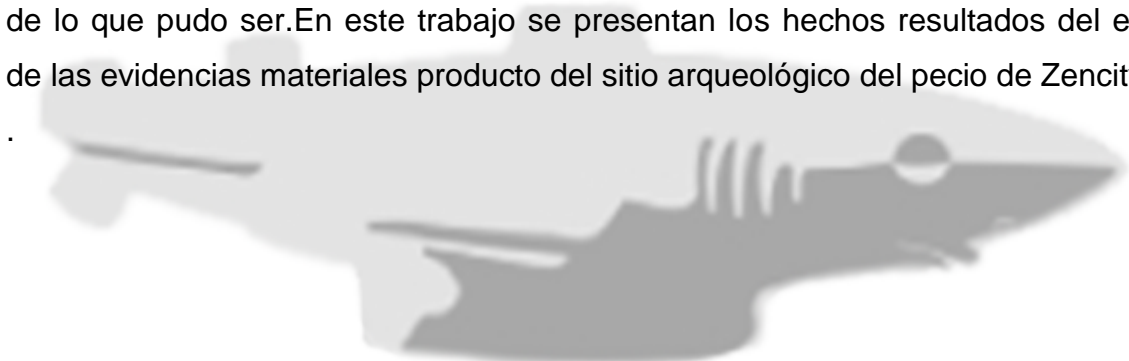 de lo que pudo ser.En este trabajo se presentan los hechos resultados del e
de las evidencias materiales producto del sitio arqueológico del pecio de Zencit
.